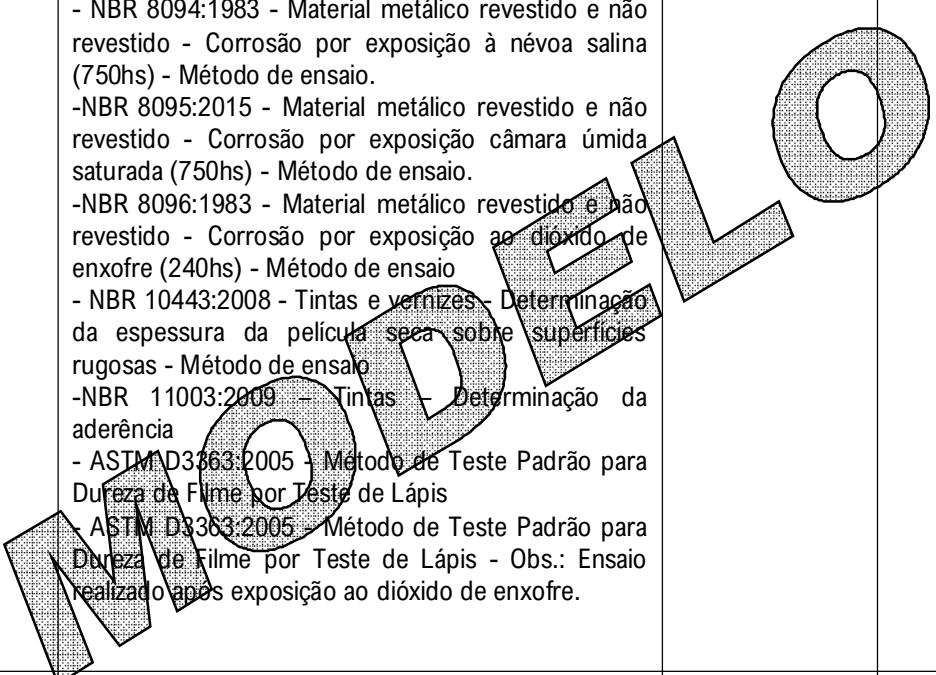 - NBR 8094:1983 - Material metálico revestido e não
revestido - Corrosão por exposição à névoa salina
(750hs) - Método de ensaio.
-NBR 8095:2015 - Material metálico revestido e não
revestido - Corrosão por exposição câmara úmida
saturada (750hs) - Método de ensaio.
-NBR 8096:1983 - Material metálico revestido e não
revestido - Corrosão por exposição ao dióxido de
enxofre (240hs) - Método de ensaio
- NBR 10443:2008 - Tintas e vernizes - Determinação
da espessura da película seca sobre superfícies
rugosas - Método de ensaio
-NBR 11003:2009 – Tintas – Determinação da
aderência
- ASTM D3363:2005 - Método de Teste Padrão para
Dureza de Filme por Teste de Lápis
- ASTM D3363:2005 - Método de Teste Padrão para
Dureza de Filme por Teste de Lápis - Obs.: Ensaio
realizado após exposição ao dióxido de enxofre.
MODELO